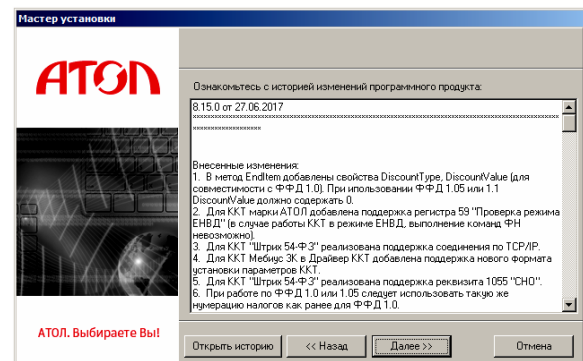 Мастер установки
АТОЛ
Ознакомьтесь с историей изменений программного продукта:
8.15.0 от 27.06.2017
Внесенные изменения:
1. В метод EndItem добавлены свойства DiscountType, DiscountValue (для
совместимости с ФФД 1.0). При ипользовании ФФД 1.05 или 1.1
DiscountValue должно содержать 0.
2. Для ККТ марки АТОЛ добавлена поддержка регистра 59 "Проверка режима
ЕНВД" (в случае работы ККТ в режиме ЕНВД, выполнение команд ФН
невозможно).
3. Для ККТ "Штрих 54-ФЗ" реализована поддержка соединения по TCP/IP.
4. Для ККТ Мебиус 3К в Драйвер ККТ добавлена поддержка нового формата
установки параметров ККТ.
5. Для ККТ "Штрих 54-ФЗ" реализована поддержка реквизита 1055 "СНО".
6. При работе по ФФД 1.0 или 1.05 следует использовать такую же
нумерацию налогов как ранее для ФФД 1.0.
АТОЛ. Выбираете Вы!
Открыть историю
<< Назад
Далее >>
Отмена